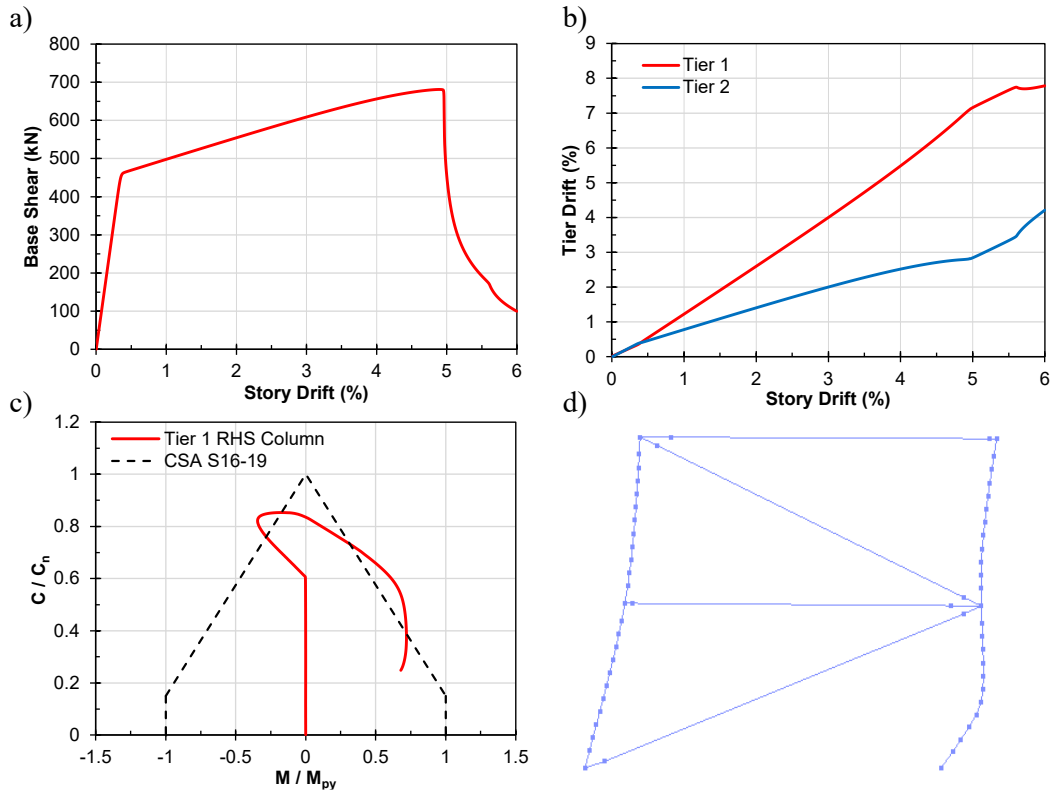 a)
800
700
600
500
400
300
200
100
0
Base Shear (kN)
0 1 2 3 4 5 6
Story Drift (%)
b)
9
8
7
6
5
4
3
2
1
0
Tier Drift (%)
Tier 1
Tier 2
0 1 2 3 4 5 6
Story Drift (%)
c)
1.2
1
0.8
0.6
0.4
0.2
0
C / Cn
Tier 1 RHS Column
CSA S16-19
-1.5 -1 -0.5 0 0.5 1 1.5
M / Mpy
d)